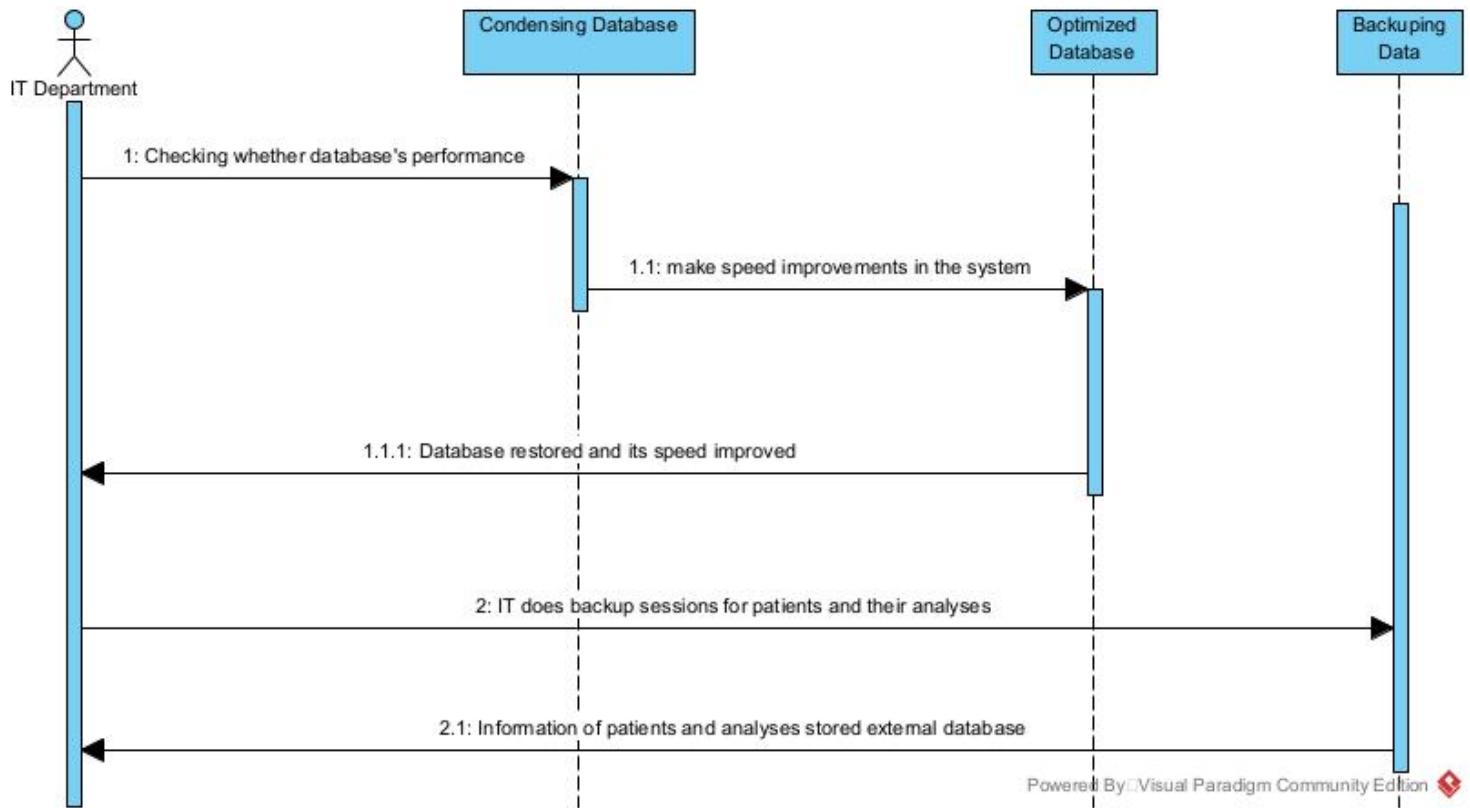 Condensing Database
Optimized
Database
Backuping
Data
IT Department
1: Checking whether database's performance
1.1: make speed improvements in the system
1.1.1: Database restored and its speed improved
2: IT does backup sessions for patients and their analyses
2.1: Information of patients and analyses stored external database
Powered By Visual Paradigm Community Edition